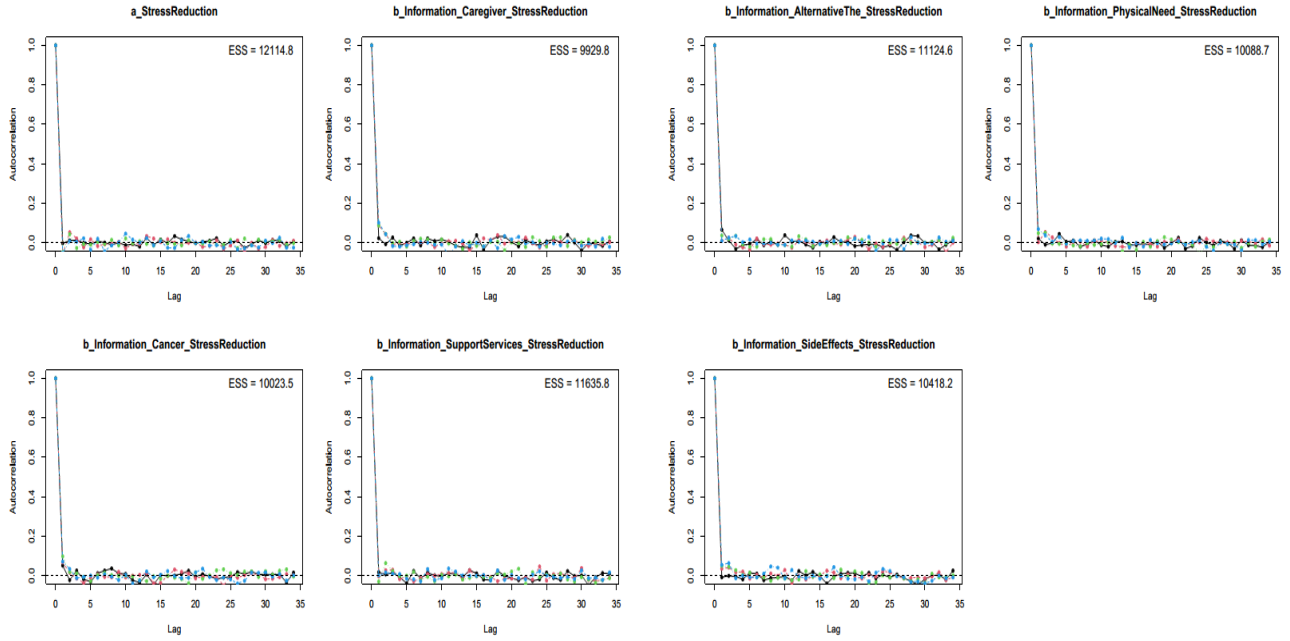 a_StressReduction
ESS = 12114.8
Autocorrelation
0.0 0.2 0.4 0.6 0.8 1.0
0 5 10 15 20 25 30 35
Lag
b_Information_Caregiver_StressReduction
ESS = 9929.8
Autocorrelation
0.0 0.2 0.4 0.6 0.8 1.0
0 5 10 15 20 25 30 35
Lag
b_Information_AlternativeThe_StressReduction
ESS = 11124.6
Autocorrelation
0.0 0.2 0.4 0.6 0.8 1.0
0 5 10 15 20 25 30 35
Lag
b_Information_PhysicalNeed_StressReduction
ESS = 10088.7
Autocorrelation
0.0 0.2 0.4 0.6 0.8 1.0
0 5 10 15 20 25 30 35
Lag
b_Information_Cancer_StressReduction
ESS = 10023.5
Autocorrelation
0.0 0.2 0.4 0.6 0.8 1.0
0 5 10 15 20 25 30 35
Lag
b_Information_SupportServices_StressReduction
ESS = 11635.8
Autocorrelation
0.0 0.2 0.4 0.6 0.8 1.0
0 5 10 15 20 25 30 35
Lag
b_Information_SideEffects_StressReduction
ESS = 10418.2
Autocorrelation
0.0 0.2 0.4 0.6 0.8 1.0
0 5 10 15 20 25 30 35
Lag